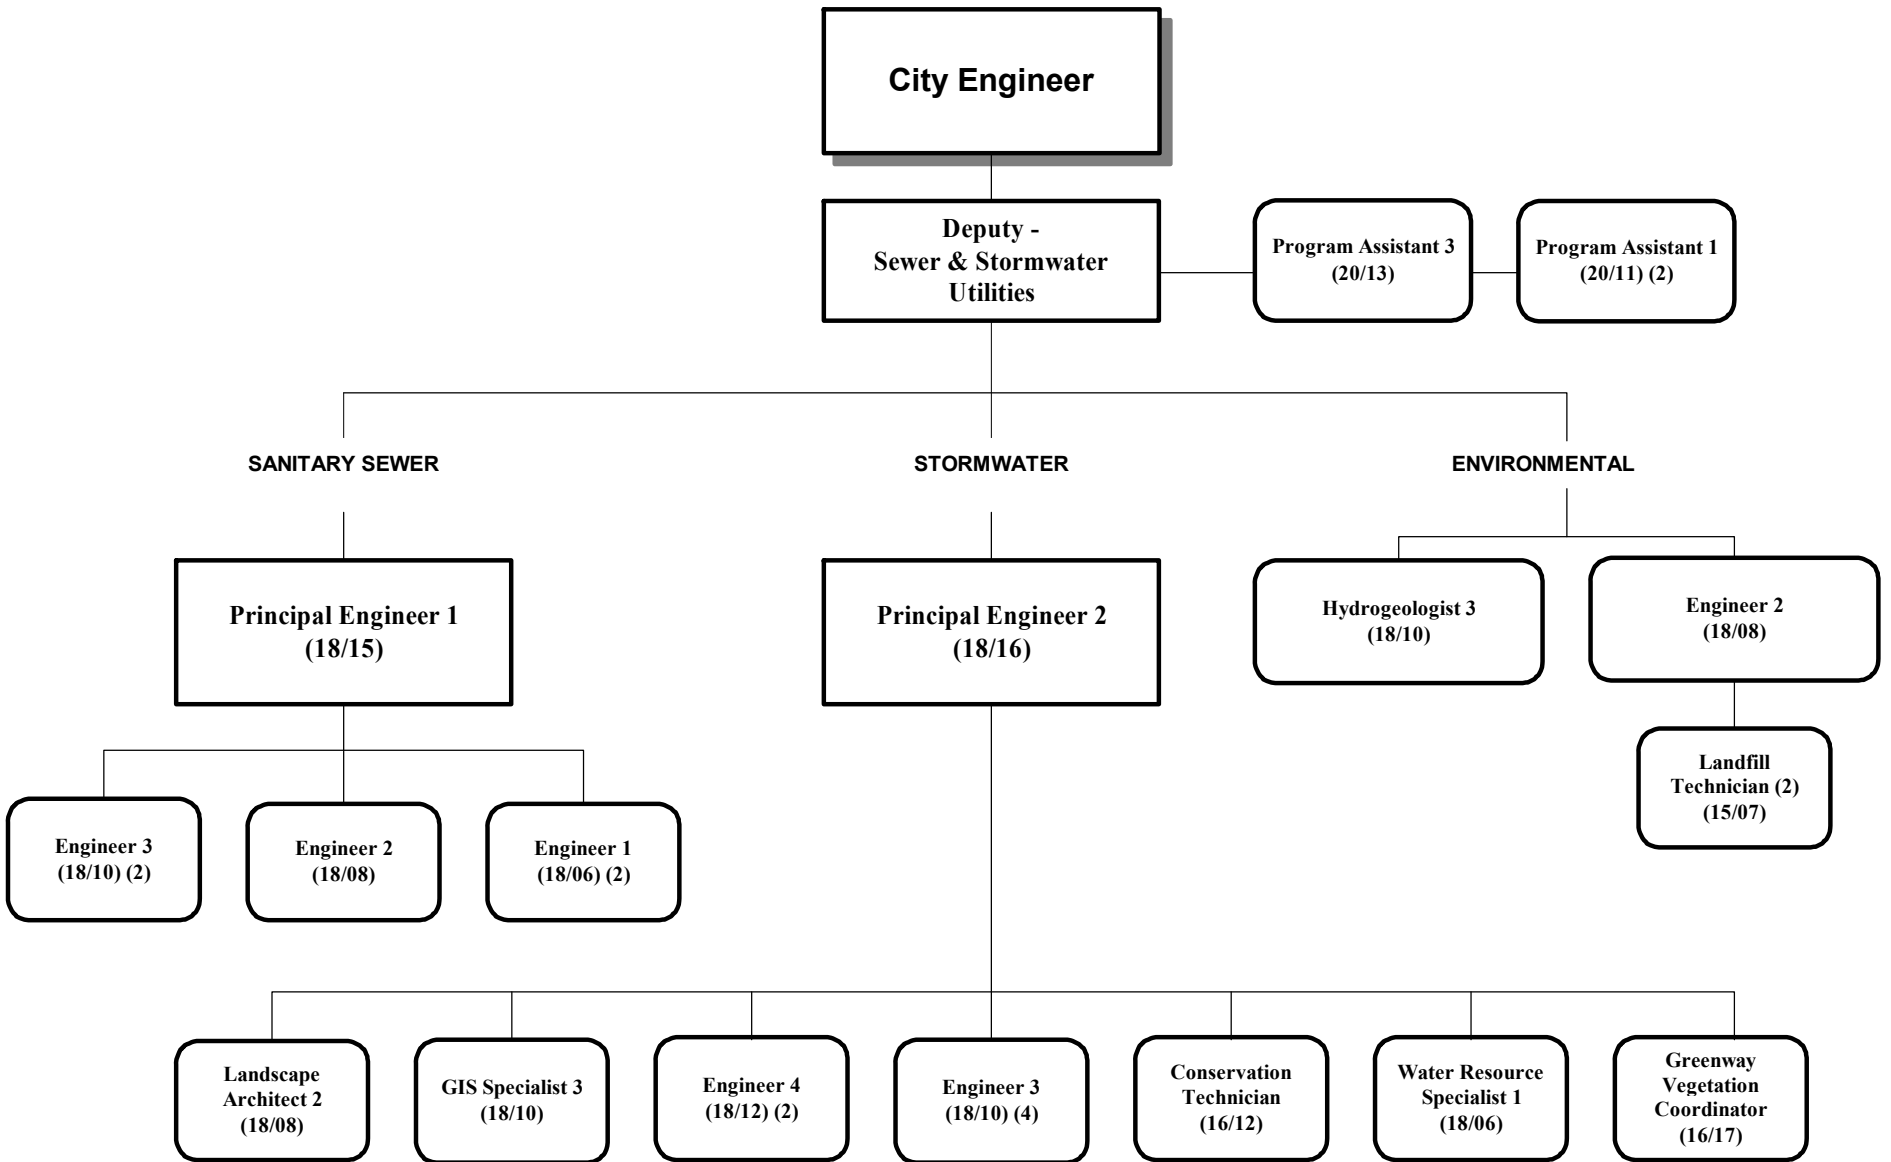 City Engineer
Deputy -
Sewer & Stormwater
Utilities
Program Assistant 3
(20/13)
Program Assistant 1
(20/11) (2)
SANITARY SEWER
STORMWATER
ENVIRONMENTAL
Principal Engineer 1
(18/15)
Principal Engineer 2
(18/16)
Hydrogeologist 3
(18/10)
Engineer 2
(18/08)
Landfill
Technician (2)
(15/07)
Engineer 3
(18/10) (2)
Engineer 2
(18/08)
Engineer 1
(18/06) (2)
Landscape
Architect 2
(18/08)
GIS Specialist 3
(18/10)
Engineer 4
(18/12) (2)
Engineer 3
(18/10) (4)
Conservation
Technician
(16/12)
Water Resource
Specialist 1
(18/06)
Greenway
Vegetation
Coordinator
(16/17)